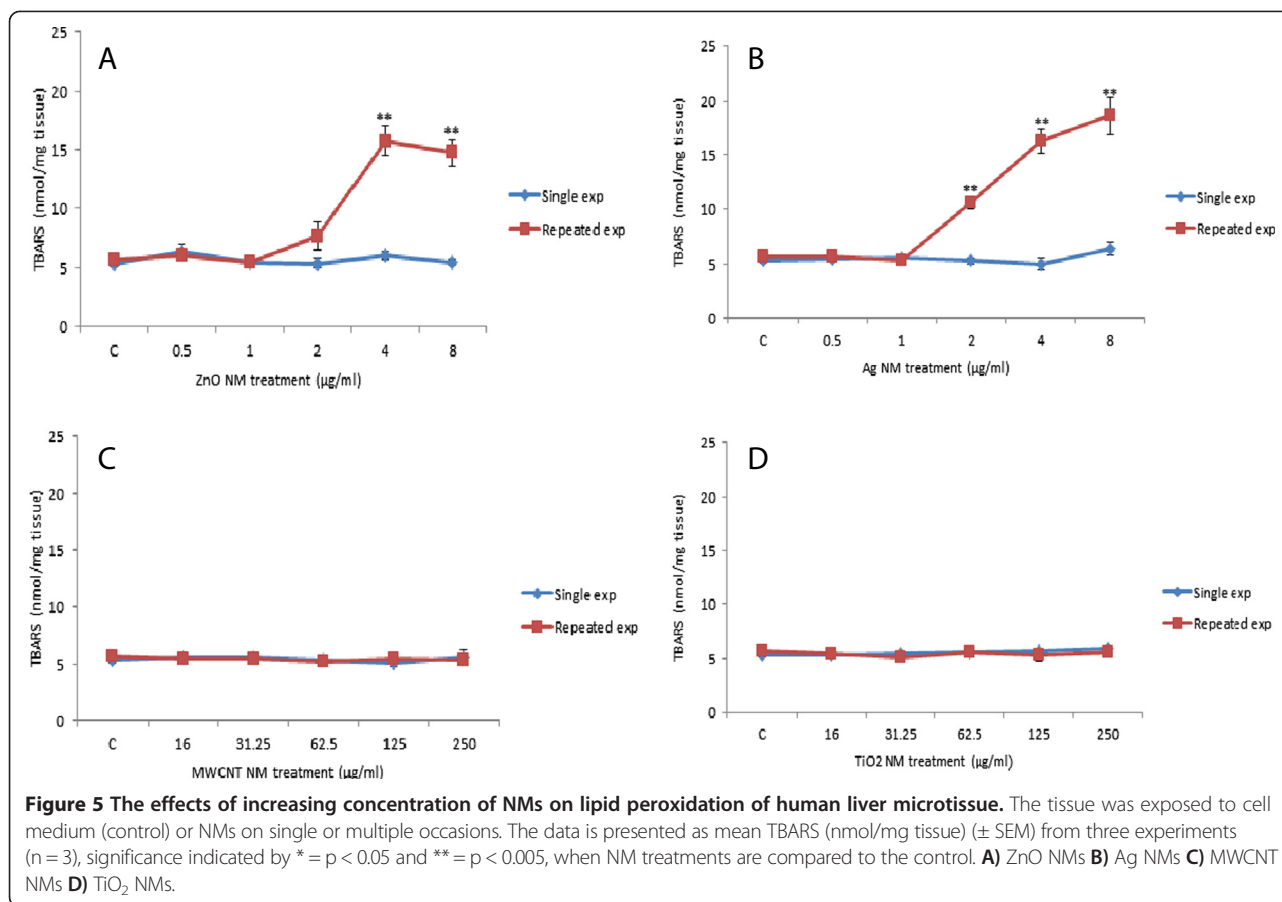 A
25
20
15
10
5
0
TBARS (nmol/mg tissue)
**
**
Single exp
Repeated exp
C 0.5 1 2 4 8
ZnO NM treatment (µg/ml)
B
25
20
15
10
5
0
TBARS (nmol/mg tissue)
**
**
**
Single exp
Repeated exp
C 0.5 1 2 4 8
Ag NM treatment (µg/ml)
C
25
20
15
10
5
0
TBARS (nmol/mg tissue)
Single exp
Repeated exp
C 16 31.25 62.5 125 250
MWCNT NM treatment (µg/ml)
D
25
20
15
10
5
0
TBARS (nmol/mg tissue)
Single exp
Repeated exp
C 16 31.25 62.5 125 250
TiO2 NM treatment (µg/ml)
Figure 5 The effects of increasing concentration of NMs on lipid peroxidation of human liver microtissue. The tissue was exposed to cell
medium (control) or NMs on single or multiple occasions. The data is presented as mean TBARS (nmol/mg tissue) (± SEM) from three experiments
(n = 3), significance indicated by * = p < 0.05 and ** = p < 0.005, when NM treatments are compared to the control. A) ZnO NMs B) Ag NMs C) MWCNT
NMs D) TiO₂ NMs.